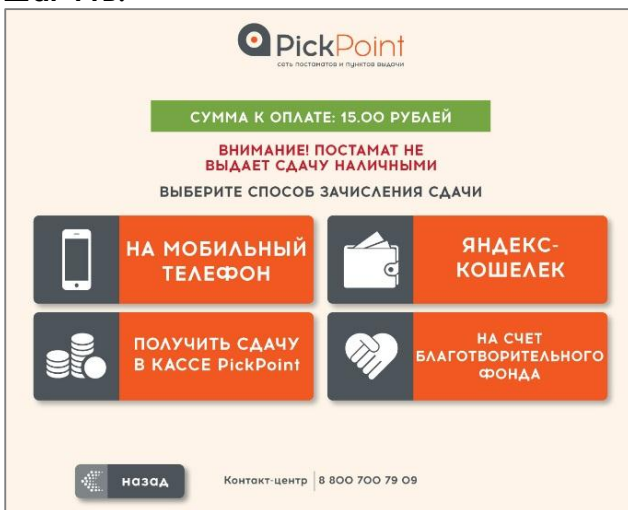 PickPoint
сеть постаматов и пунктов выдачи
СУММА К ОПЛАТЕ: 15.00 РУБЛЕЙ
ВНИМАНИЕ! ПОСТАМАТ НЕ
ВЫДАЕТ СДАЧУ НАЛИЧНЫМИ
ВЫБЕРИТЕ СПОСОБ ЗАЧИСЛЕНИЯ СДАЧИ
НА МОБИЛЬНЫЙ
ТЕЛЕФОН
ЯНДЕКС-
КОШЕЛЕК
ПОЛУЧИТЬ СДАЧУ
В КАССЕ PickPoint
НА СЧЕТ
БЛАГОТВОРИТЕЛЬНОГО
ФОНДА
назад
Контакт-центр | 8 800 700 79 09